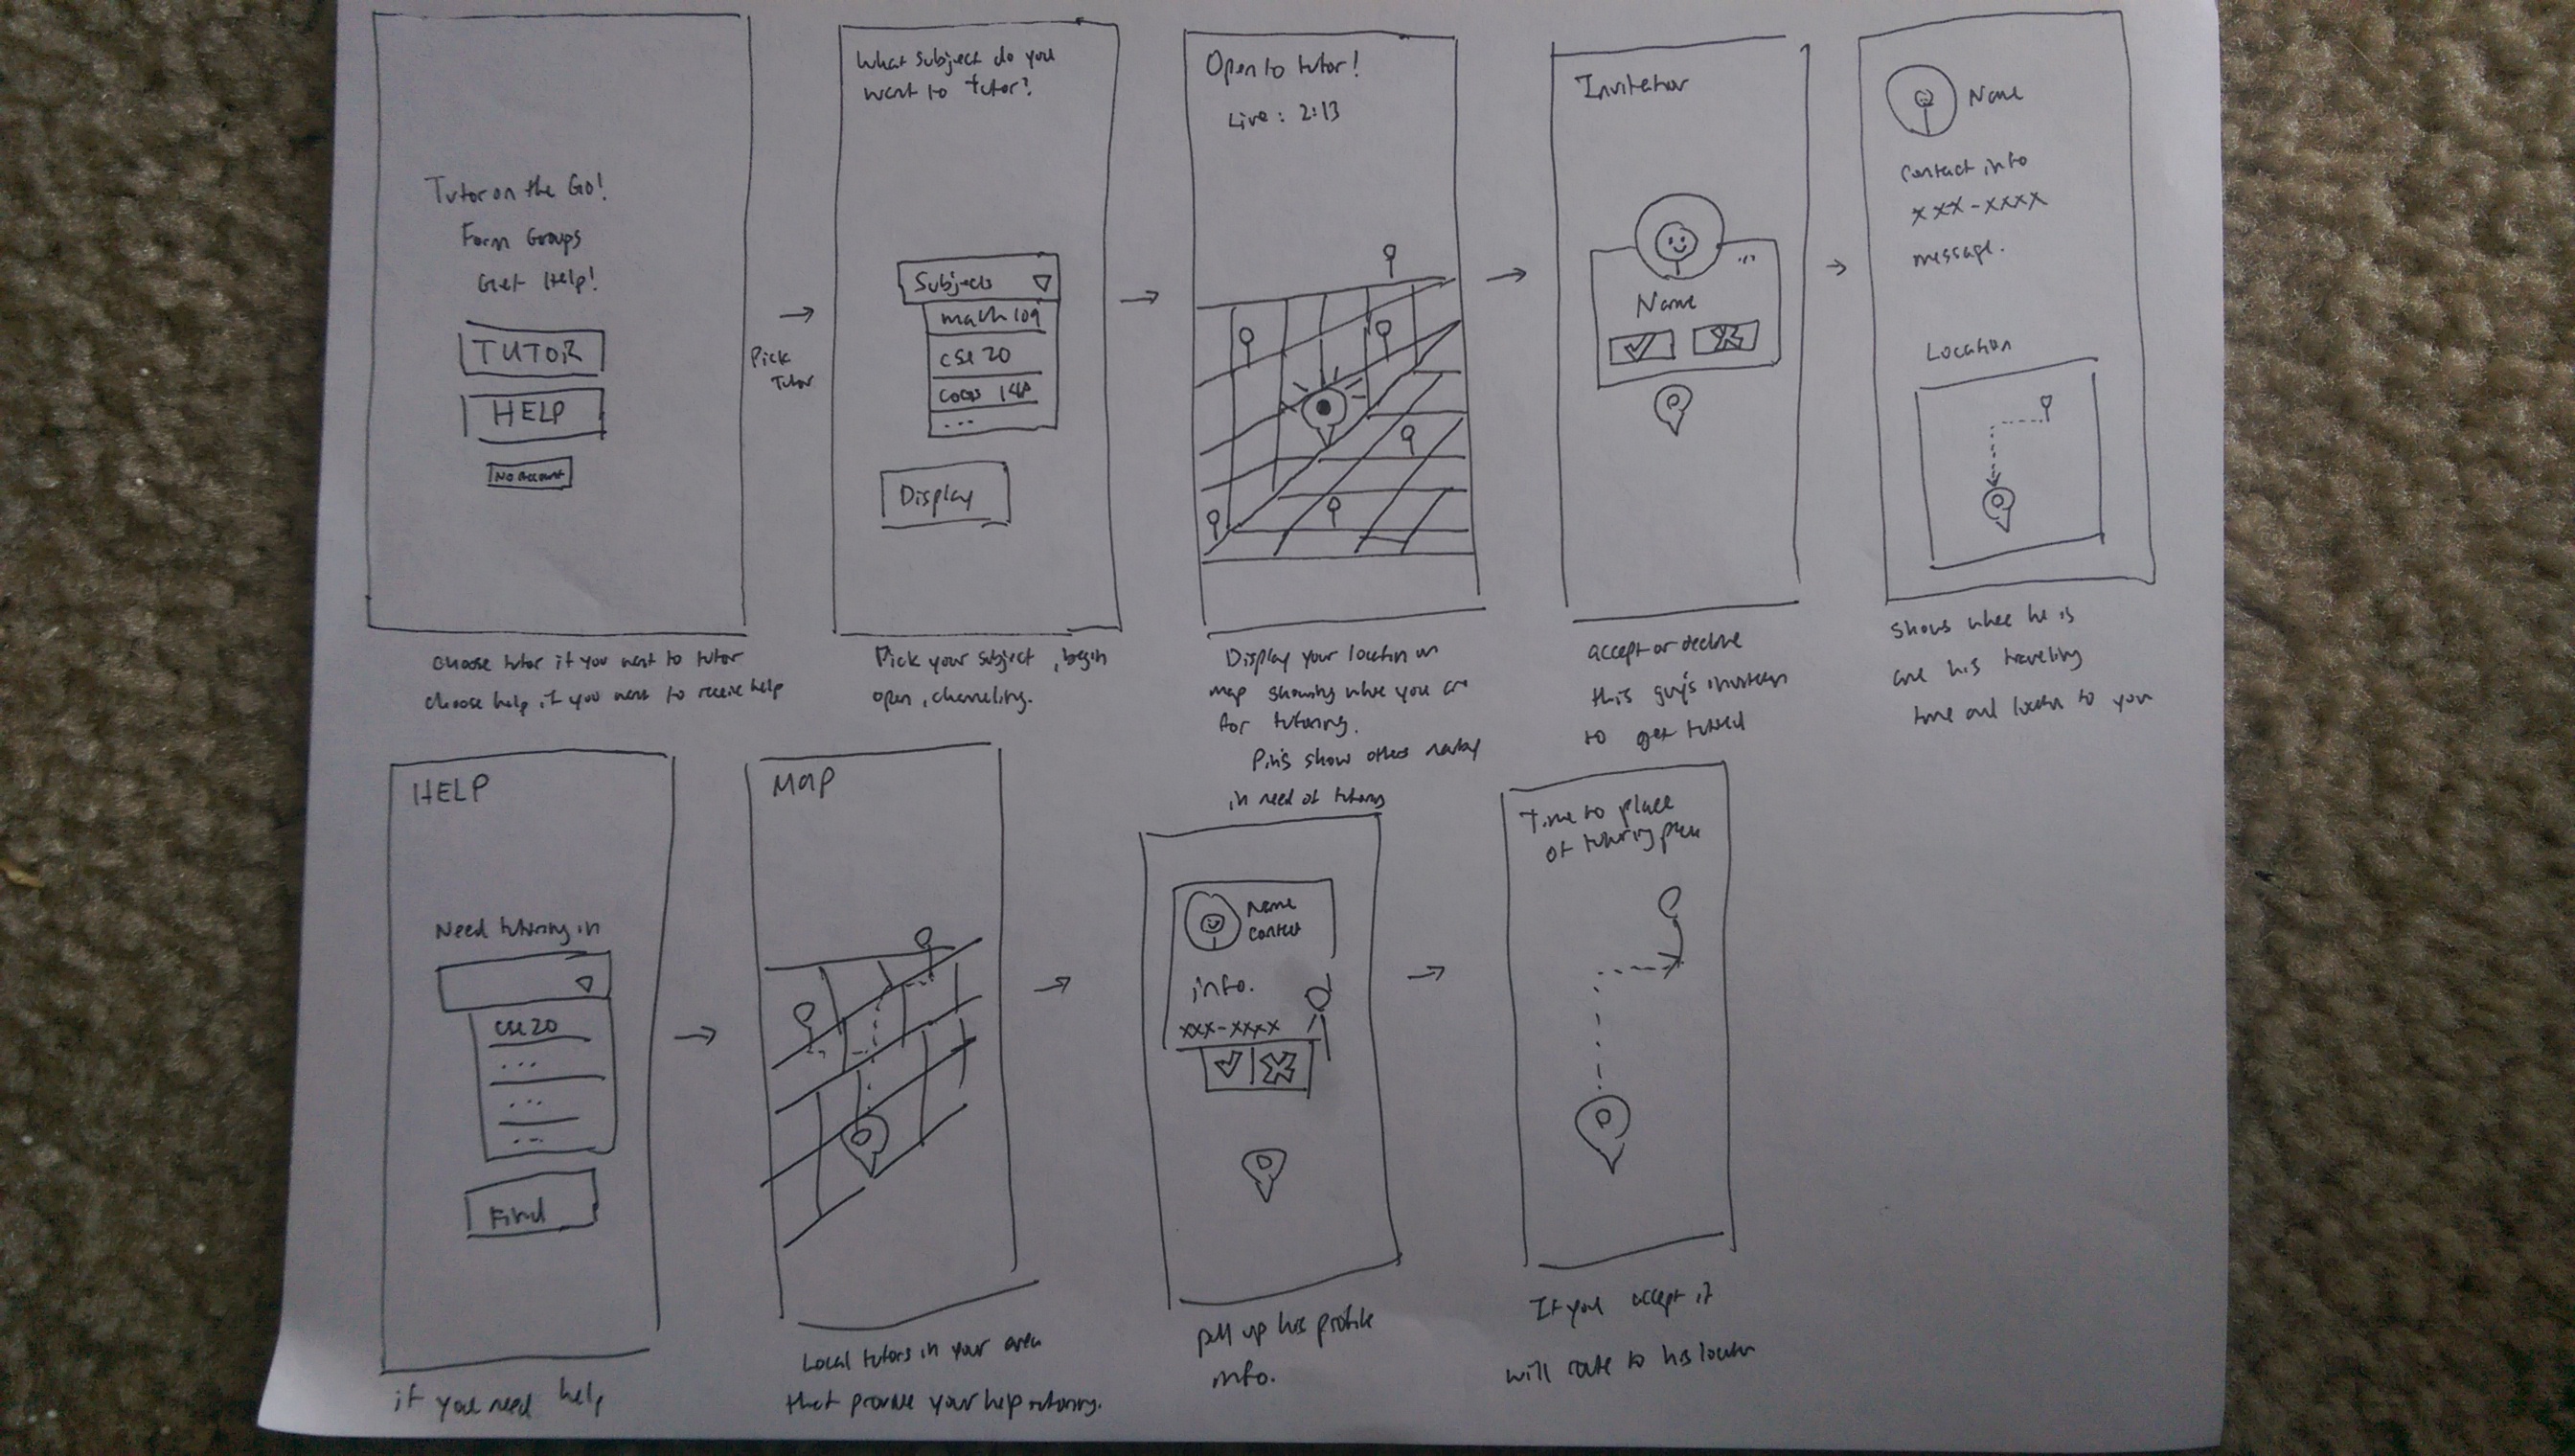 Tutor on the Go!
Form Groups
Get Help!
TUTOR
HELP
No account
choose tutor if you want to tutor
choose help, if you want to receive help
Pick
Tutor
What subject do you
want to tutor?
Subjects
math 109
cse 20
cogs
...
Display
Pick your subject, begin
open, channeling.
Open to tutor!
Live: 2:13
Display your location on
map showing where you are
for tutoring.
Pins show others nearby
in need of tutoring
Invitation
...
Name
accept or decline
this guy's invitation
to get tutored
Name
contact info
xxx-xxxx
message.
Location
shows where he is
and his traveling
time and location to you
HELP
Need tutoring in
cse 20
...
...
...
Find
if you need help
MAP
Local tutors in your area
that provide your help tutoring.
Name
contact
info.
xxx-xxxx
pull up his profile
info.
Time to place
of tutoring place
If you accept it
will route to his location